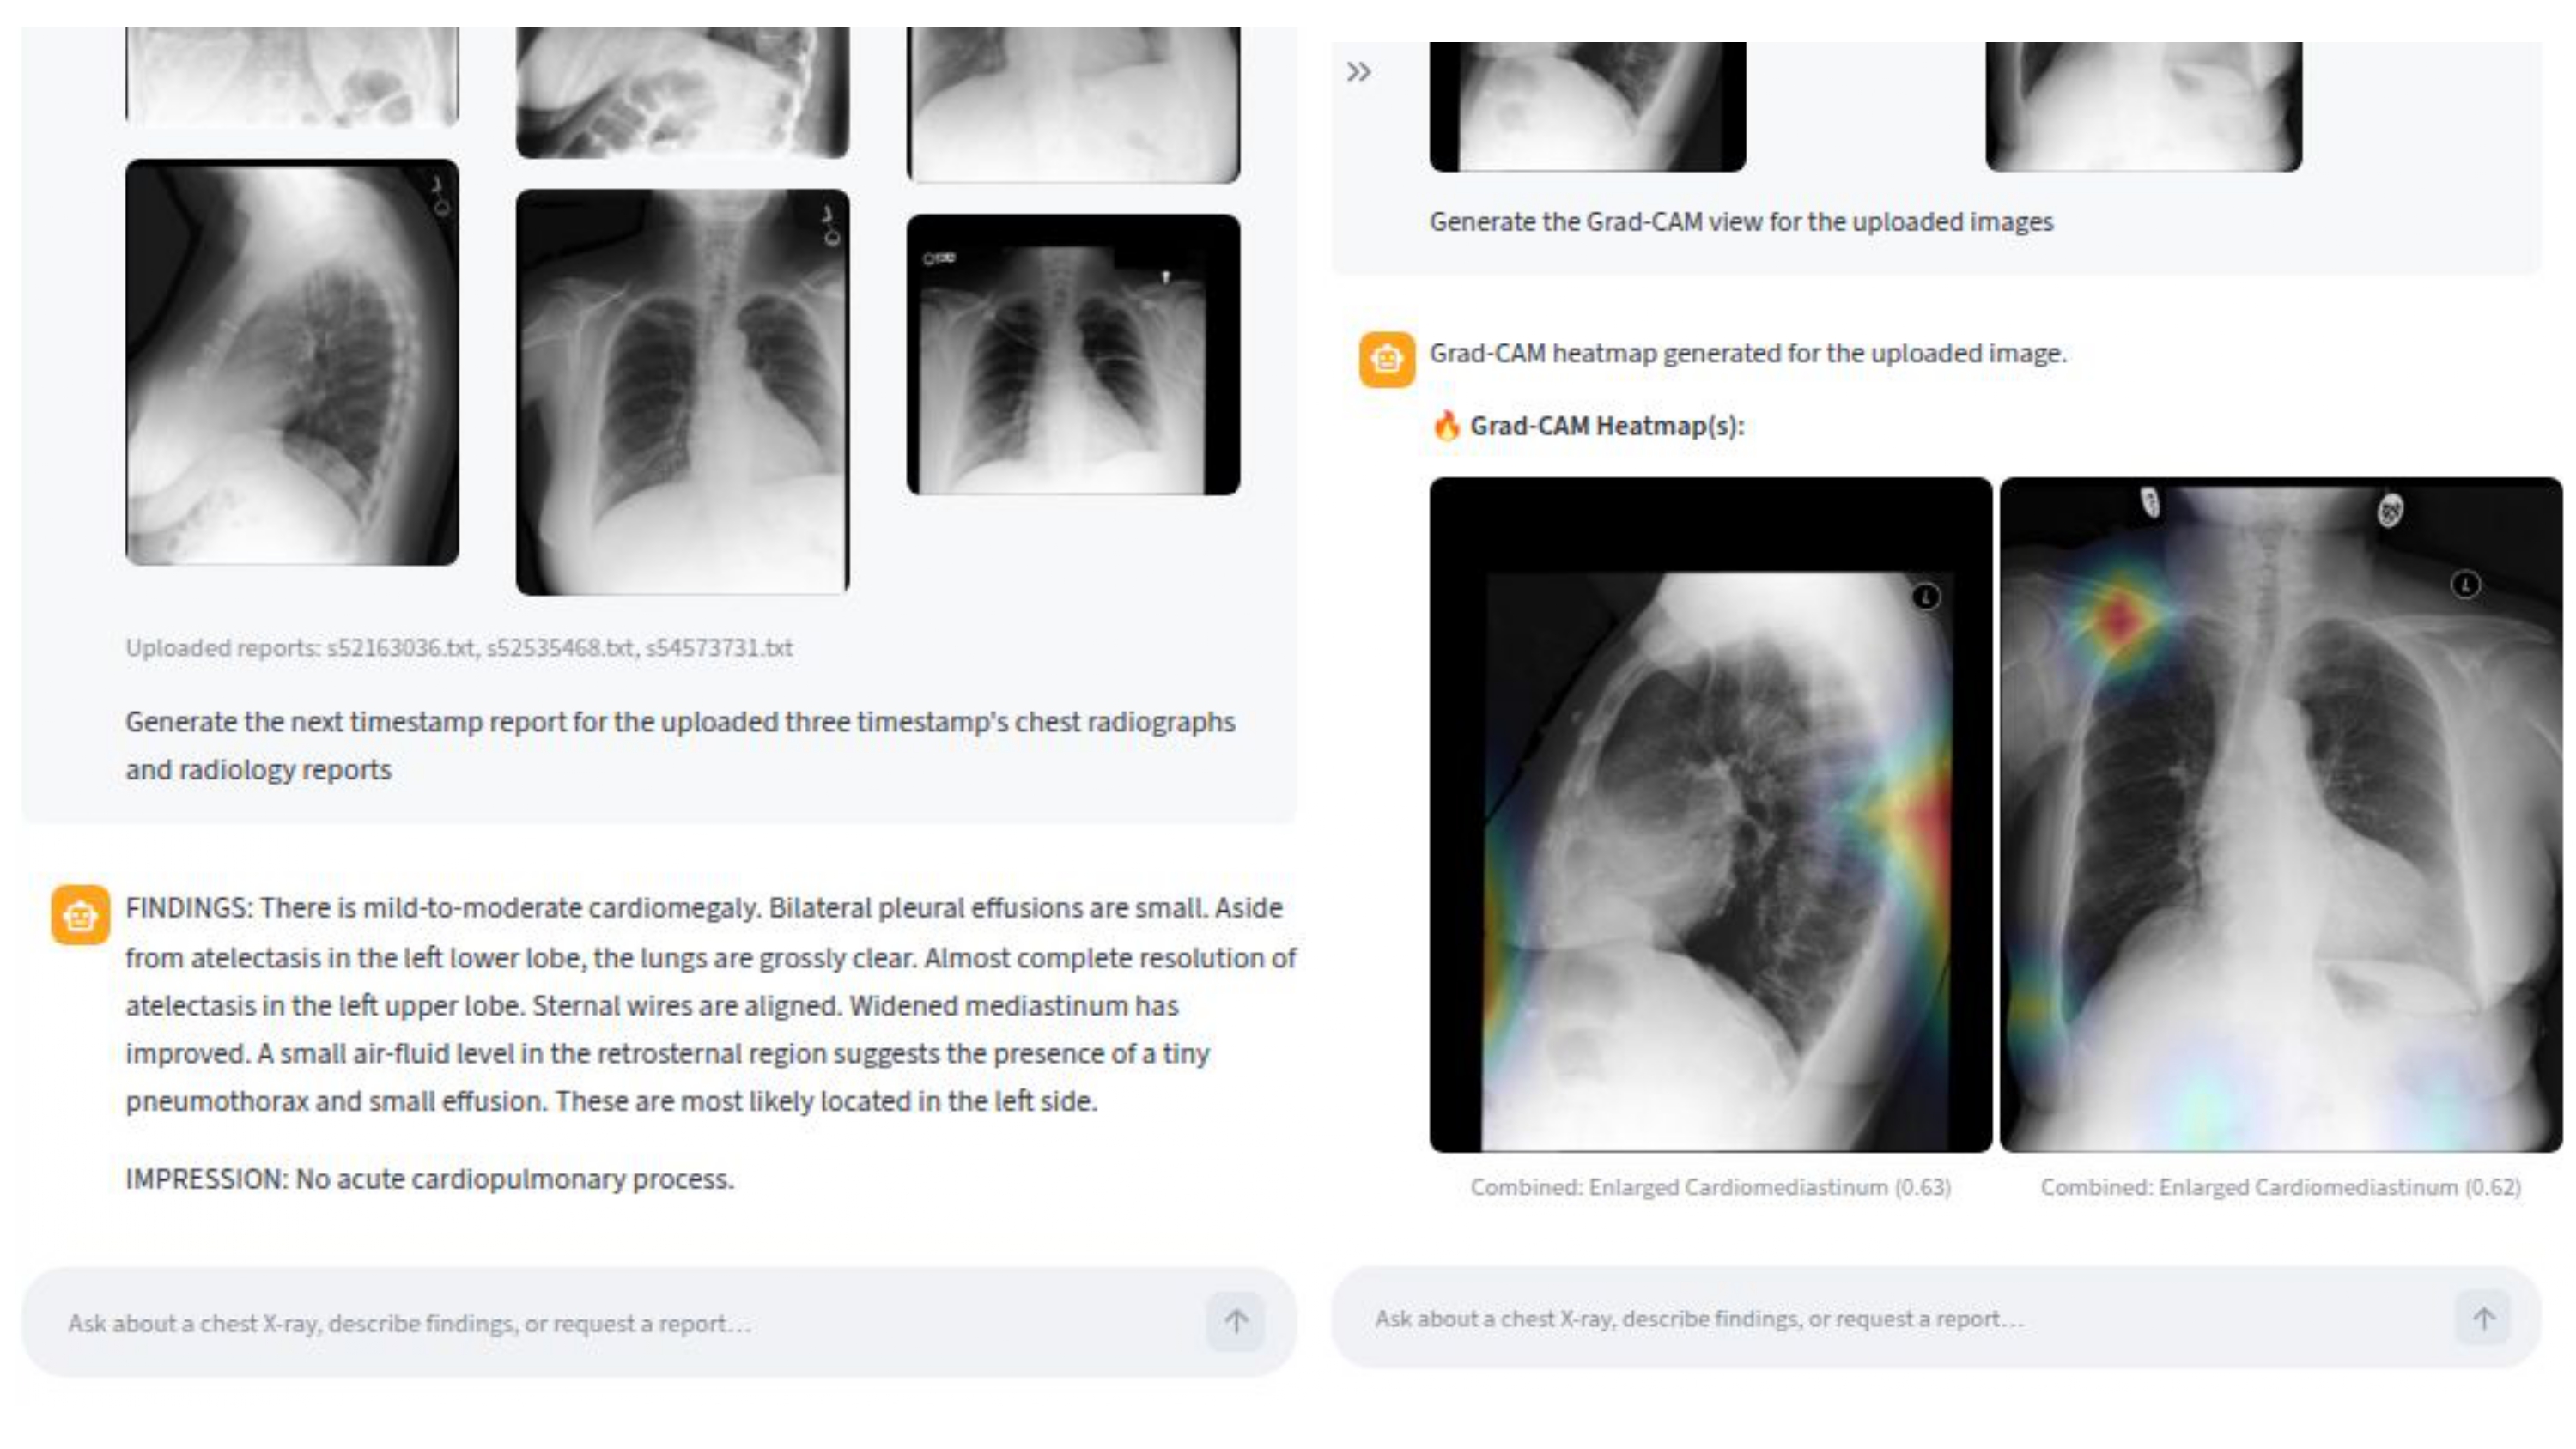 Uploaded reports: s52163036.txt, s52535468.txt, s54573731.txt
Generate the next timestamp report for the uploaded three timestamp's chest radiographs
and radiology reports
FINDINGS: There is mild-to-moderate cardiomegaly. Bilateral pleural effusions are small. Aside
from atelectasis in the left lower lobe, the lungs are grossly clear. Almost complete resolution of
atelectasis in the left upper lobe. Sternal wires are aligned. Widened mediastinum has
improved. A small air-fluid level in the retrosternal region suggests the presence of a tiny
pneumothorax and small effusion. These are most likely located in the left side.
IMPRESSION: No acute cardiopulmonary process.
Ask about a chest X-ray, describe findings, or request a report...
Generate the Grad-CAM view for the uploaded images
Grad-CAM heatmap generated for the uploaded image.
🔥 Grad-CAM Heatmap(s):
L
L
Combined: Enlarged Cardiomediastinum (0.63)
Combined: Enlarged Cardiomediastinum (0.62)
Ask about a chest X-ray, describe findings, or request a report...